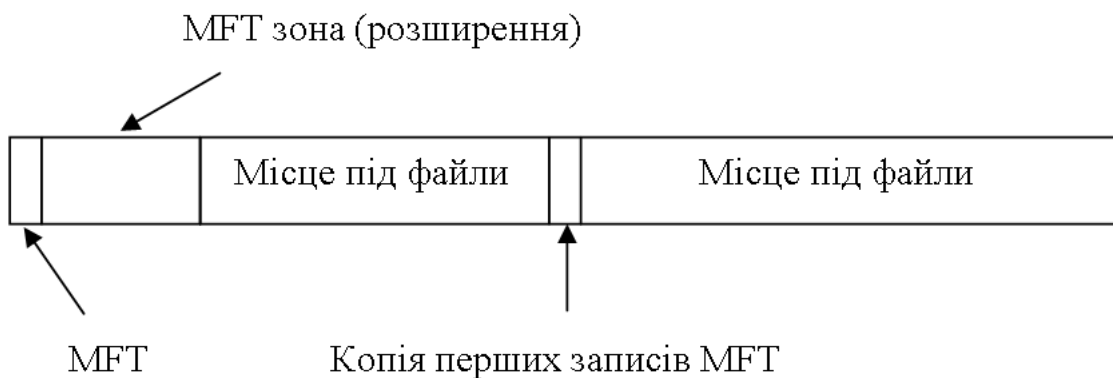 MFT зона (розширення)
Місце під файли
Місце під файли
MFT
Копія перших записів MFT